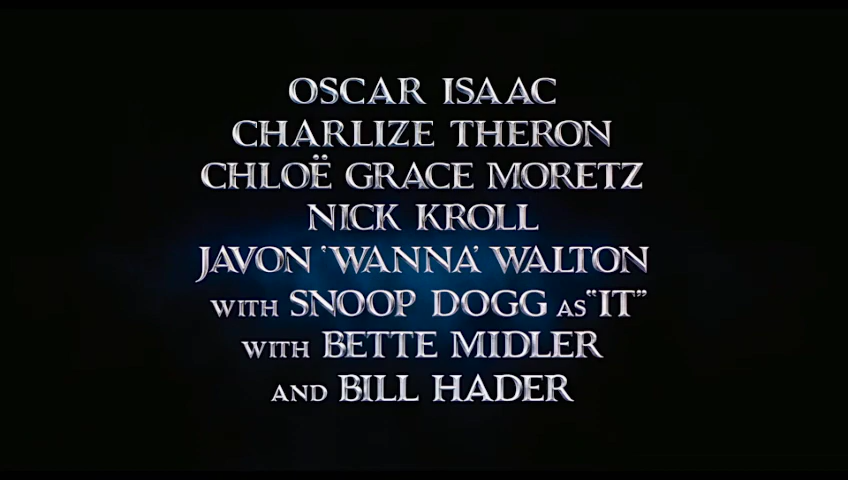 OSCAR ISAAC
CHARLIZE THERON
CHLOË GRACE MORETZ
NICK KROLL
JAVON 'WANNA' WALTON
WITH SNOOP DOGG AS "IT"
WITH BETTE MIDLER
AND BILL HADER